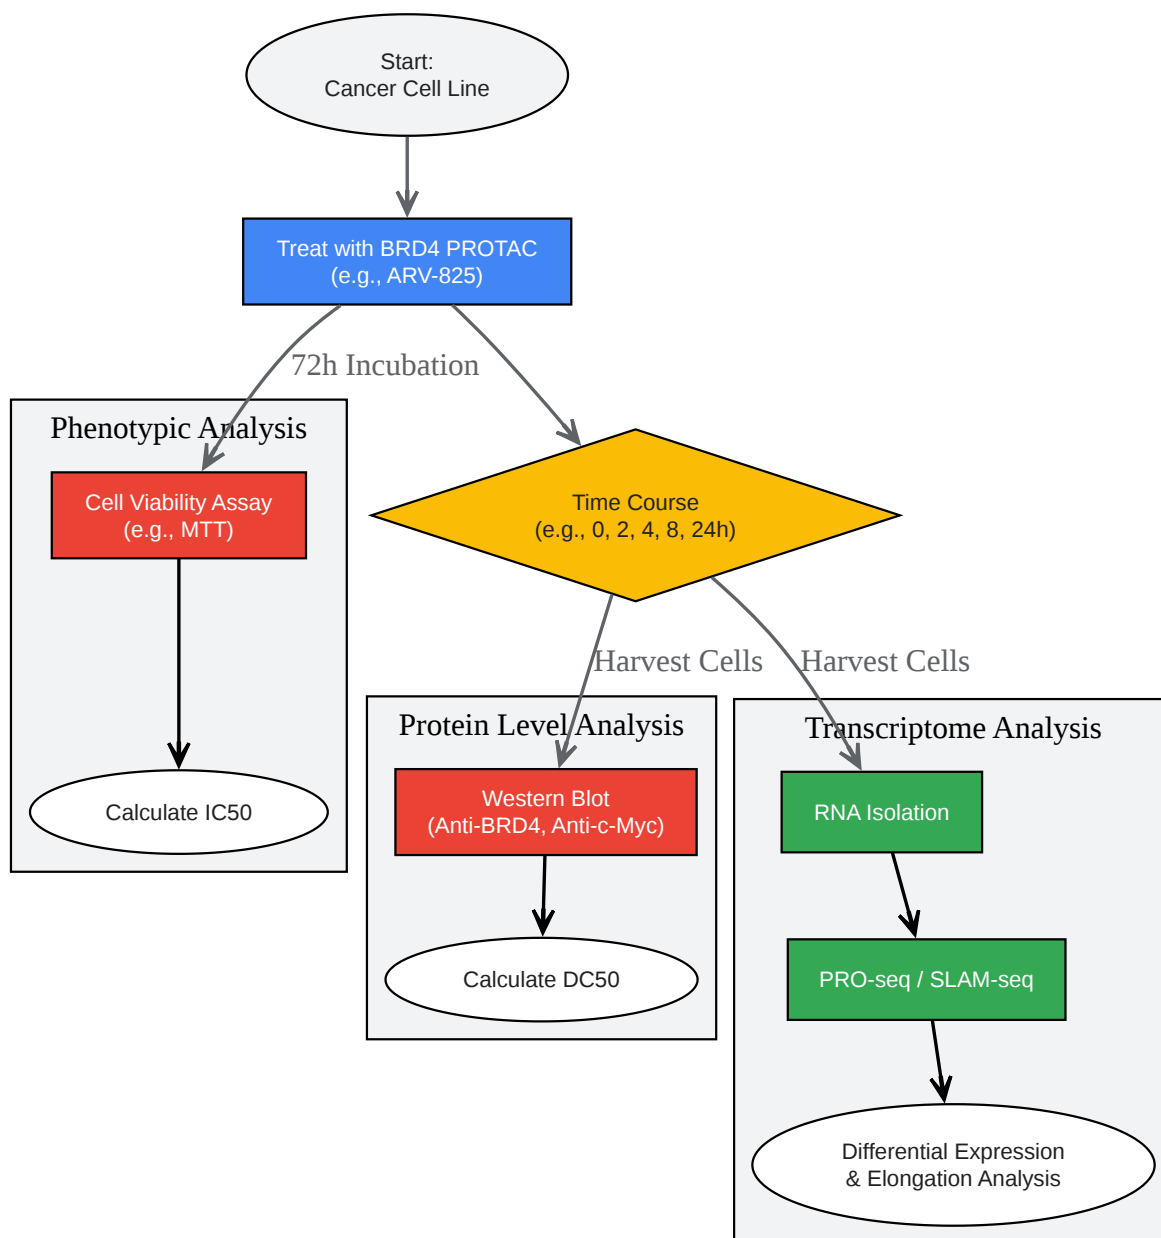 Start:
Cancer Cell Line
Treat with BRD4 PROTAC
(e.g., ARV-825)
72h Incubation
Phenotypic Analysis
Cell Viability Assay
(e.g., MTT)
Calculate IC50
Time Course
(e.g., 0, 2, 4, 8, 24h)
Harvest Cells
Harvest Cells
Protein Level Analysis
Western Blot
(Anti-BRD4, Anti-c-Myc)
Calculate DC50
Transcriptome Analysis
RNA Isolation
PRO-seq / SLAM-seq
Differential Expression
& Elongation Analysis